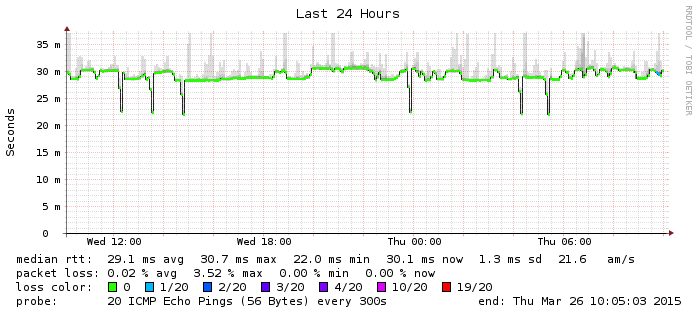 Last 24 Hours
RRDTOOL / TOBI OETIKER
Seconds
35 m
30 m
25 m
20 m
15 m
10 m
5 m
0
Wed 12:00 Wed 18:00 Thu 00:00 Thu 06:00
median rtt: 29.1 ms avg 30.7 ms max 22.0 ms min 30.1 ms now 1.3 ms sd 21.6 am/s
packet loss: 0.02 % avg 3.52 % max 0.00 % min 0.00 % now
loss color: 0 1/20 2/20 3/20 4/20 10/20 19/20
probe: 20 ICMP Echo Pings (56 Bytes) every 300s end: Thu Mar 26 10:05:03 2015